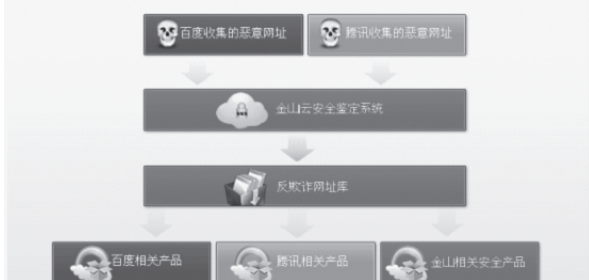 百度收集的恶意网址
腾讯收集的恶意网址
金山云安全鉴定系统
反欺诈网址库
百度相关产品
腾讯相关产品
金山相关安全产品